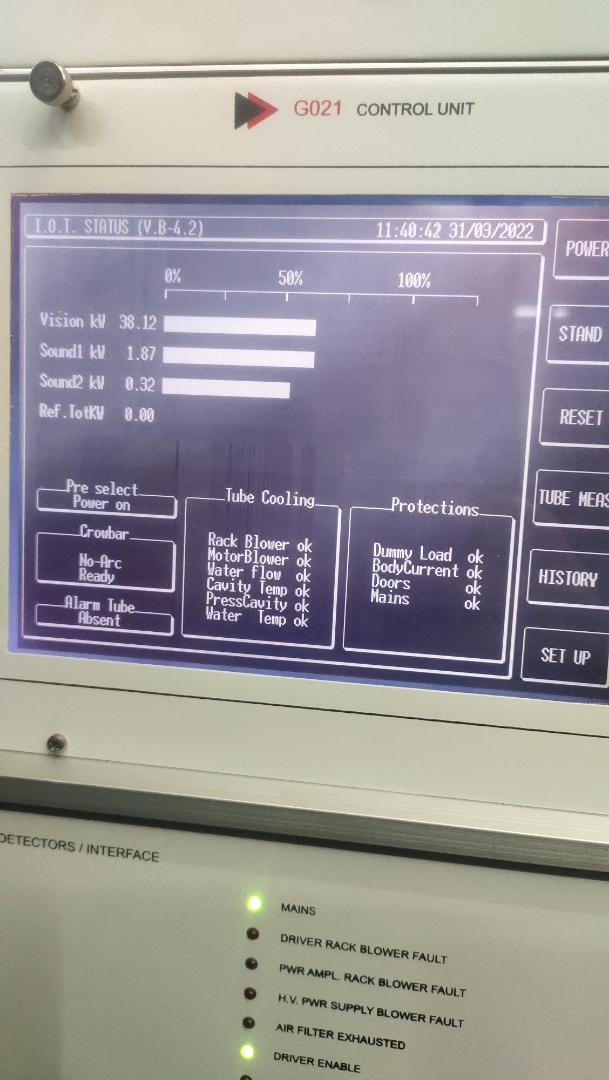 G021 CONTROL UNIT
I.O.T. STATUS (V.B-4.2) 11:40:42 31/03/2022
0% 50% 100%
Vision kW 38.12
Sound1 kW 1.87
Sound2 kW 0.32
Ref.TotKW 0.00
POWER
STAND
RESET
TUBE MEAS
HISTORY
SET UP
Pre select
Power on
Crowbar
No-Arc
Ready
Alarm Tube
Absent
Tube Cooling
Rack Blower ok
MotorBlower ok
Water flow ok
Cavity Temp ok
PressCavity ok
Water Temp ok
Protections
Dummy Load ok
BodyCurrent ok
Doors ok
Mains ok
DETECTORS / INTERFACE
MAINS
DRIVER RACK BLOWER FAULT
PWR AMPL. RACK BLOWER FAULT
H.V. PWR SUPPLY BLOWER FAULT
AIR FILTER EXHAUSTED
DRIVER ENABLE